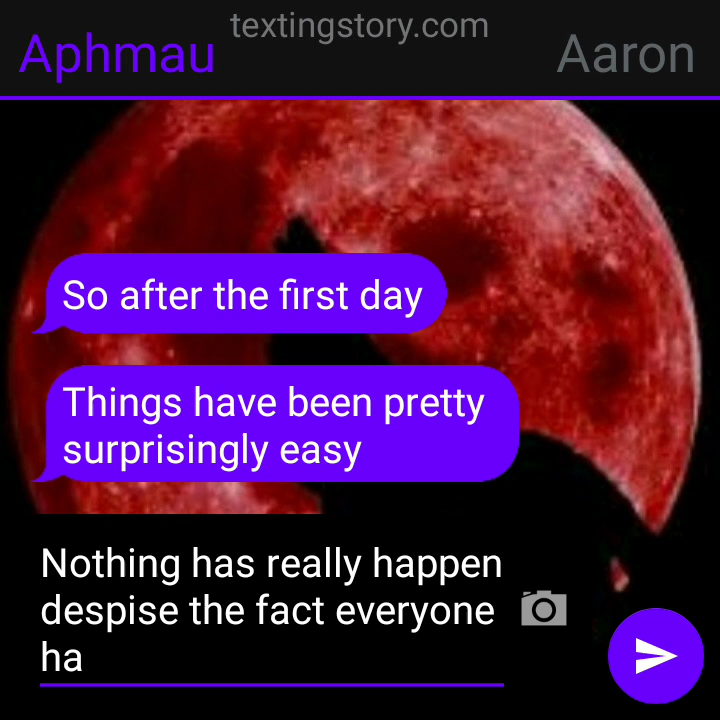 textingstory.com
Aphmau
Aaron
So after the first day
Things have been pretty
surprisingly easy
Nothing has really happen
despise the fact everyone
ha